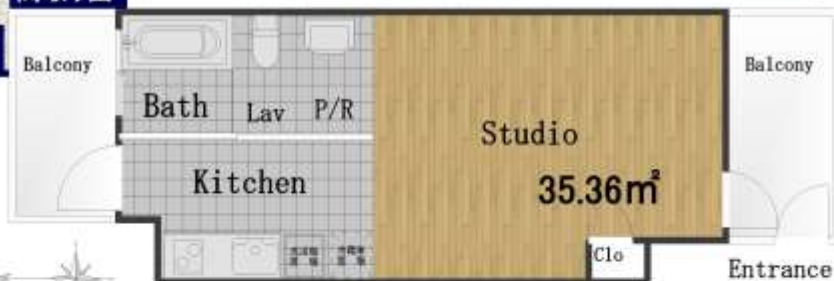 Balcony
Bath
Lav
P/R
Kitchen
Studio
35.36㎡
Balcony
Clo
Entrance